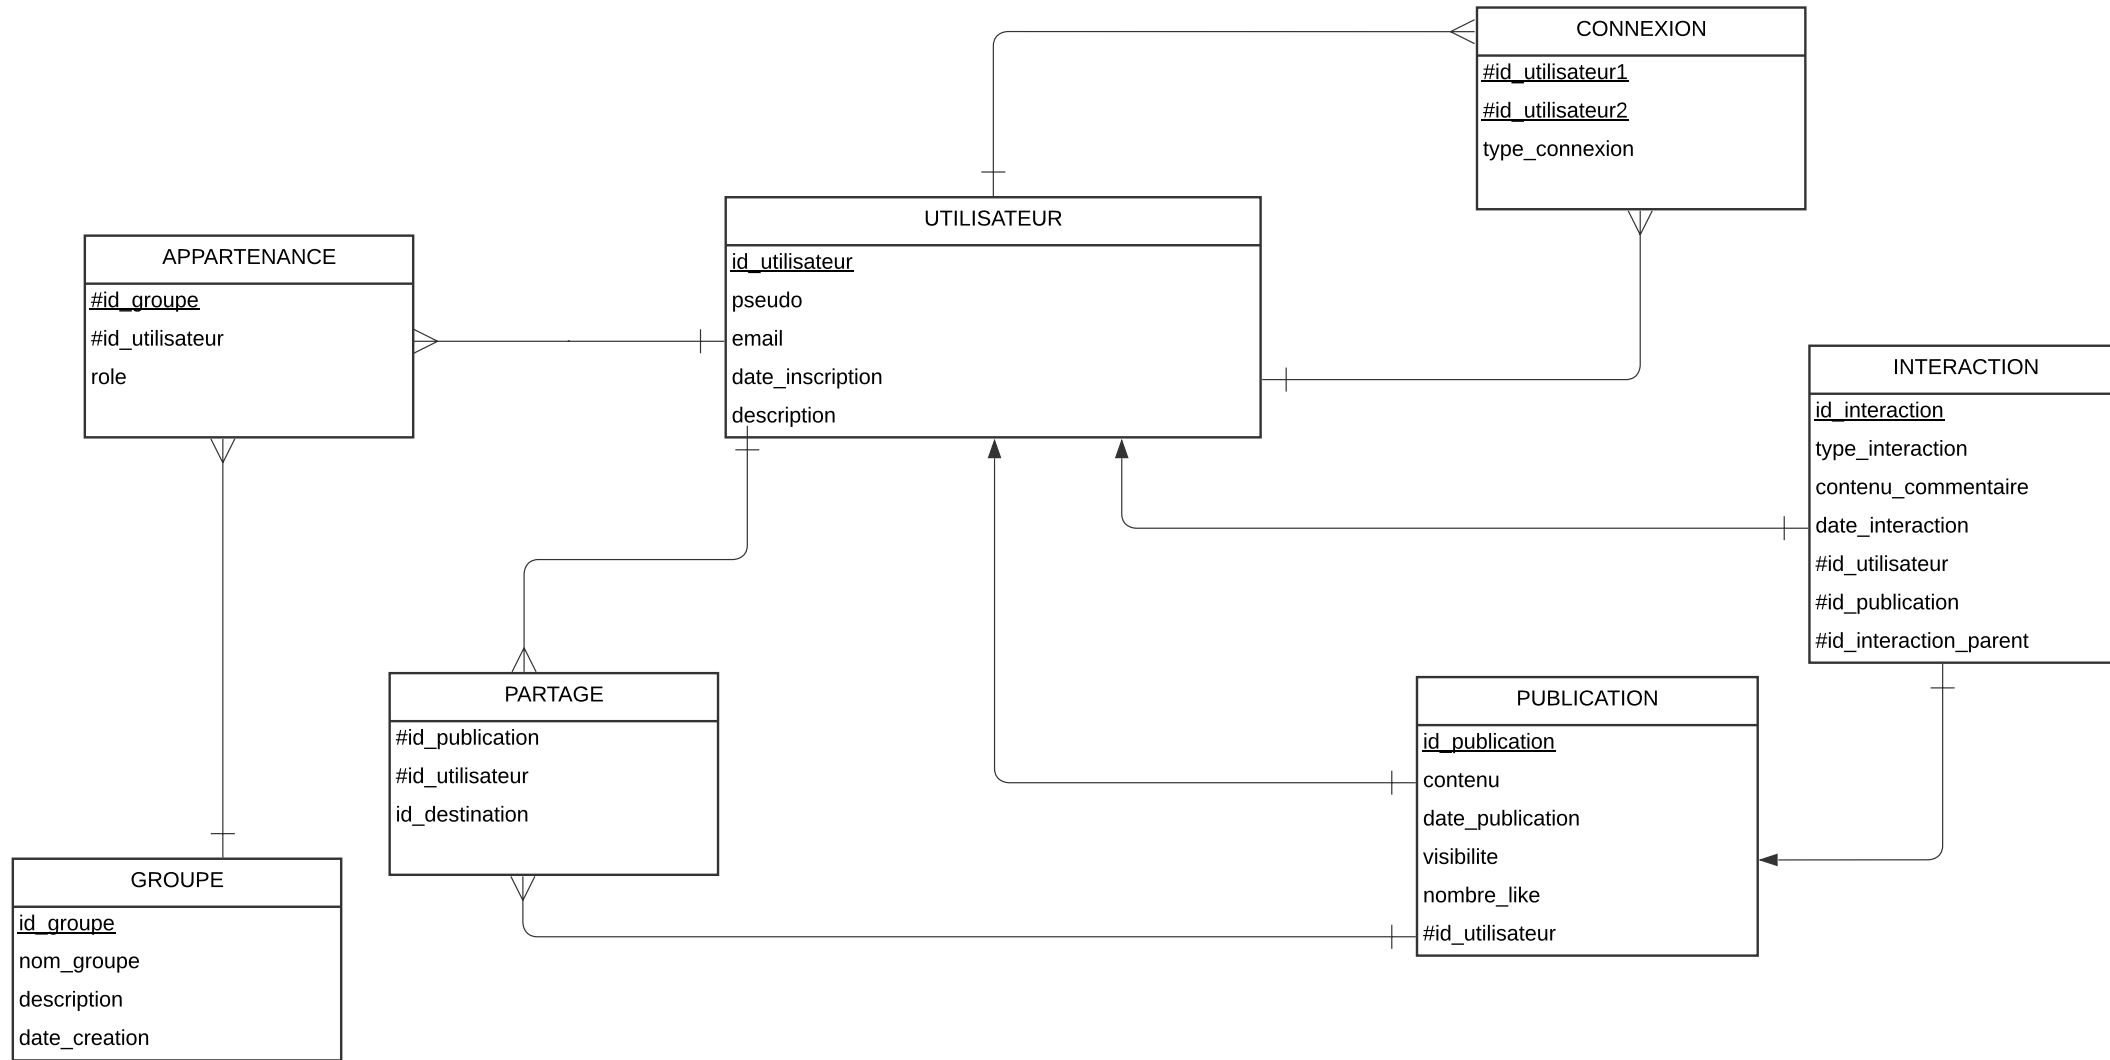 CONNEXION
#id_utilisateur1
#id_utilisateur2
type_connexion
UTILISATEUR
id_utilisateur
pseudo
email
date_inscription
description
APPARTENANCE
#id_groupe
#id_utilisateur
role
INTERACTION
id_interaction
type_interaction
contenu_commentaire
date_interaction
#id_utilisateur
#id_publication
#id_interaction_parent
PARTAGE
#id_publication
#id_utilisateur
id_destination
PUBLICATION
id_publication
contenu
date_publication
visibilite
nombre_like
#id_utilisateur
GROUPE
id_groupe
nom_groupe
description
date_creation